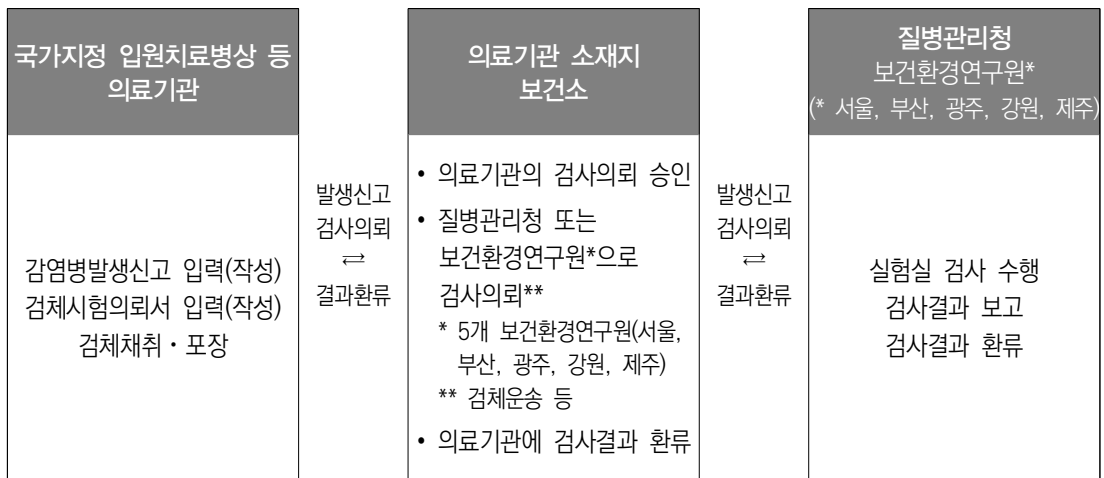 국가지정 입원치료병상 등
의료기관
감염병발생신고 입력(작성)
검체시험의뢰서 입력(작성)
검체채취・포장
발생신고
검사의뢰
⇄
결과환류
의료기관 소재지
보건소
• 의료기관의 검사의뢰 승인
• 질병관리청 또는
보건환경연구원*으로
검사의뢰**
* 5개 보건환경연구원(서울,
부산, 광주, 강원, 제주)
** 검체운송 등
• 의료기관에 검사결과 환류
발생신고
검사의뢰
⇄
결과환류
질병관리청
보건환경연구원*
(* 서울, 부산, 광주, 강원, 제주)
실험실 검사 수행
검사결과 보고
검사결과 환류